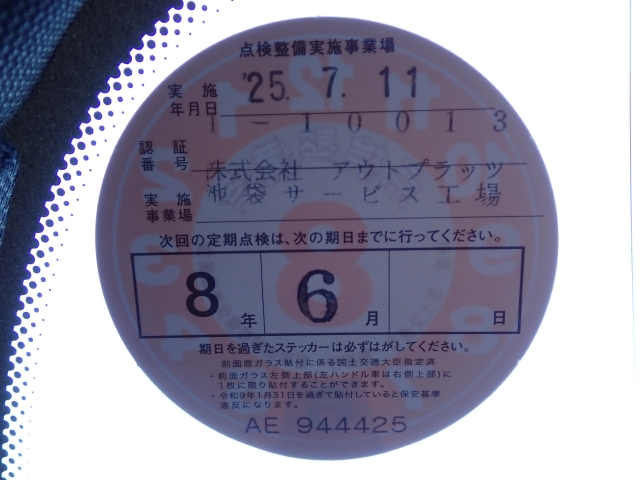 点検整備実施事業場
実施年月日 '25. 7. 11
認証番号 1-10013
実施事業場 株式会社 アウトプラッツ
池袋サービス工場
次回の定期点検は、次の期日までに行ってください。
8年 6月 日
期日を過ぎたステッカーは必ずはがしてください。
前面窓ガラス貼付に係る国土交通大臣指定済
・前面ガラス左側上部(左ハンドル車は右側上部)に
1枚に限り貼付することができます。
・令和9年1月31日を過ぎて貼付していると保安基準
違反になります。
AE 944425